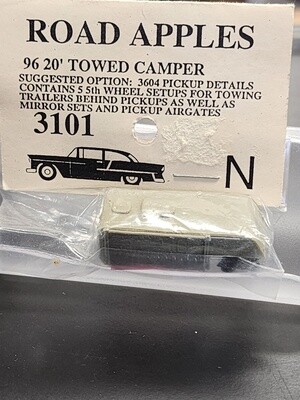 ROAD APPLES
96 20' TOWED CAMPER
SUGGESTED OPTION: 3604 PICKUP DETAILS
CONTAINS 5 5th WHEEL SETUPS FOR TOWING
TRAILERS BEHIND PICKUPS AS WELL AS
MIRROR SETS AND PICKUP AIRGATES
3101
N